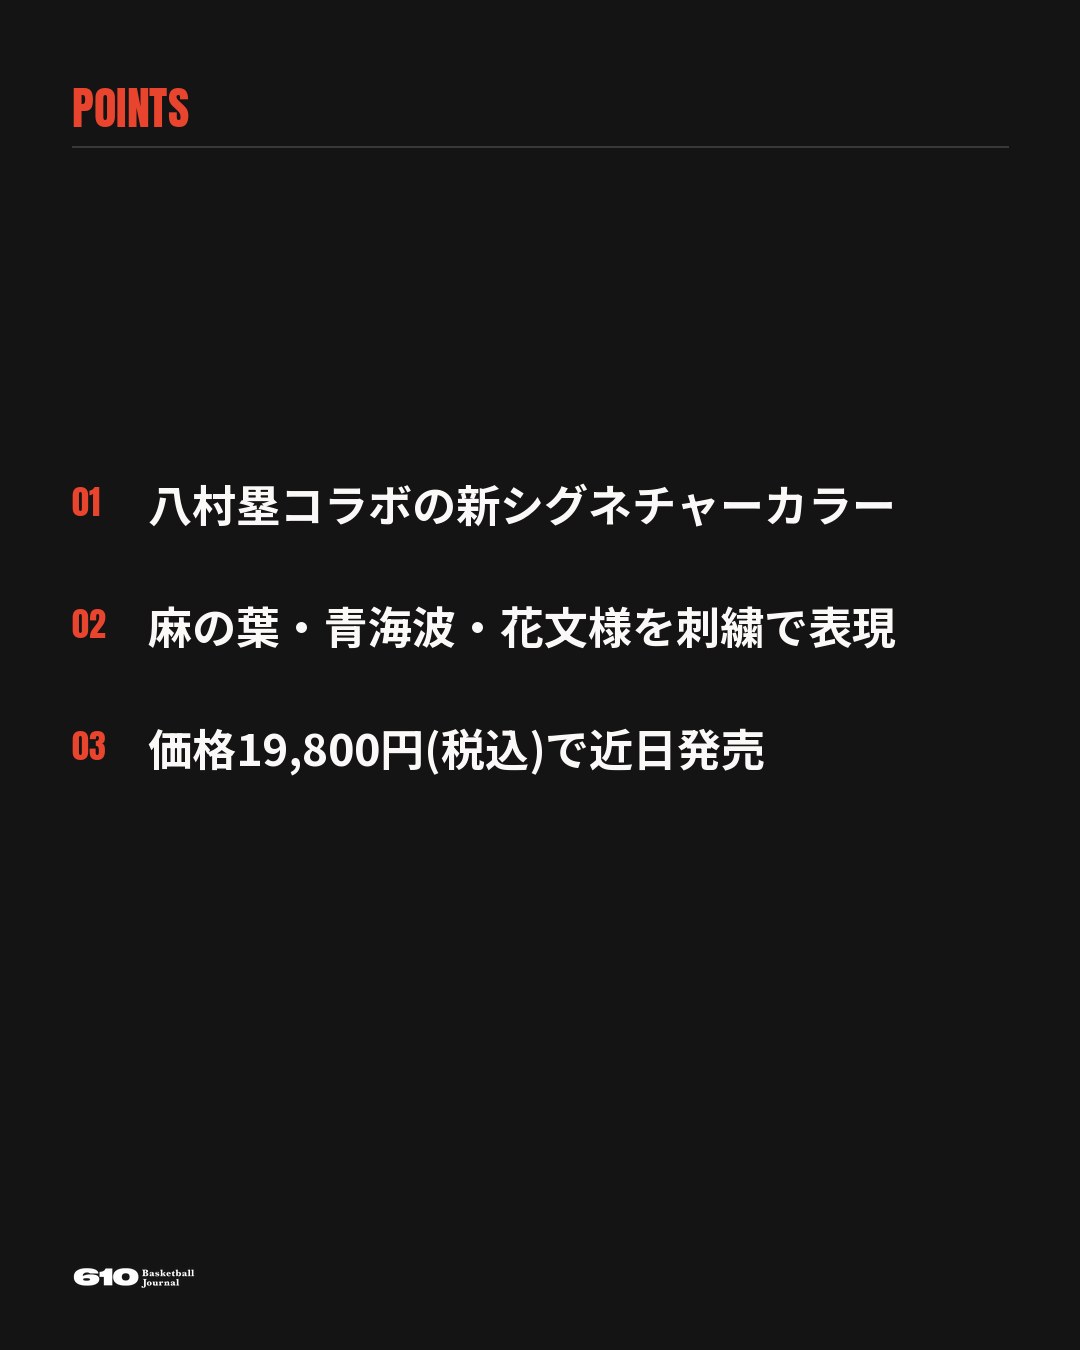 POINTS
01 八村塁コラボの新シグネチャーカラー
02 麻の葉・青海波・花文様を刺繍で表現
03 価格19,800円(税込)で近日発売
610 Basketball
Journal